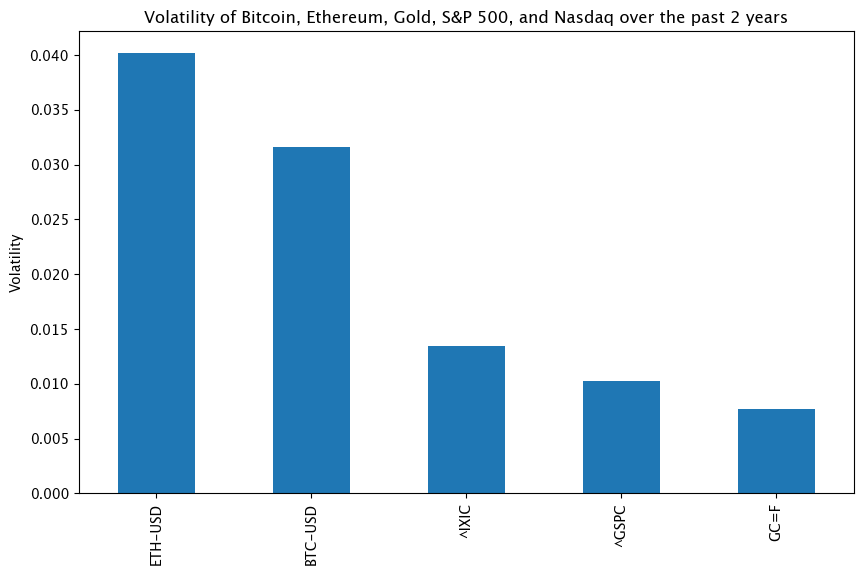 Volatility of Bitcoin, Ethereum, Gold, S&P 500, and Nasdaq over the past 2 years
0.040
0.035
0.030
0.025
0.020
0.015
0.010
0.005
0.000
Volatility
ETH-USD
BTC-USD
^IXIC
^GSPC
GC=F